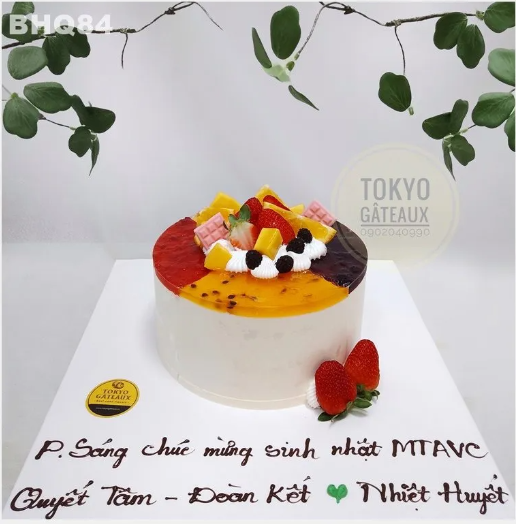 BHQ84
TOKYO
GÂTEAUX
0902040990
TOKYO
GÂTEAUX
P. Sáng chúc mừng sinh nhật MTAVC
Quyết Tâm - Đoàn Kết 💚 Nhiệt Huyết